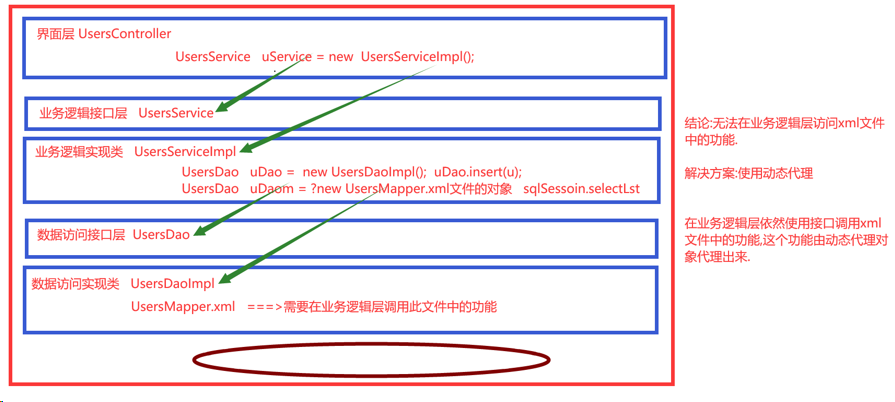 界面层 UsersController
UsersService uService = new UsersServiceImpl();
业务逻辑接口层 UsersService
业务逻辑实现类 UsersServiceImpl
UsersDao uDao = new UsersDaoImpl(); uDao.insert(u);
UsersDao uDaom = ?new UsersMapper.xml文件的对象 sqlSessoin.selectLst
数据访问接口层 UsersDao
数据访问实现类 UsersDaoImpl
UsersMapper.xml ===>需要在业务逻辑层调用此文件中的功能
结论:无法在业务逻辑层访问xml文件
中的功能.
解决方案:使用动态代理
在业务逻辑层依然使用接口调用xml
文件中的功能,这个功能由动态代理对
象代理出来.